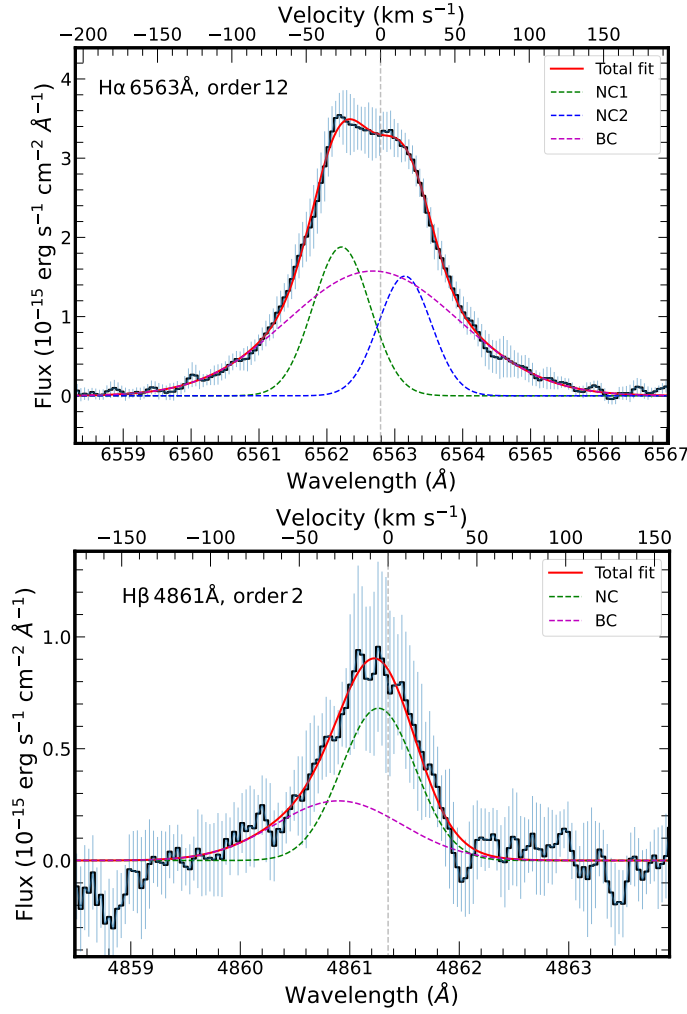 Velocity (km s⁻¹)
−200 −150 −100 −50 0 50 100 150
Hα 6563Å, order 12
Total fit
NC1
NC2
BC
4
3
2
1
0
Flux (10⁻¹⁵ erg s⁻¹ cm⁻² Å⁻¹)
6559 6560 6561 6562 6563 6564 6565 6566 6567
Wavelength (Å)
Velocity (km s⁻¹)
−150 −100 −50 0 50 100 150
Hβ 4861Å, order 2
Total fit
NC
BC
1.0
0.5
0.0
Flux (10⁻¹⁵ erg s⁻¹ cm⁻² Å⁻¹)
4859 4860 4861 4862 4863
Wavelength (Å)